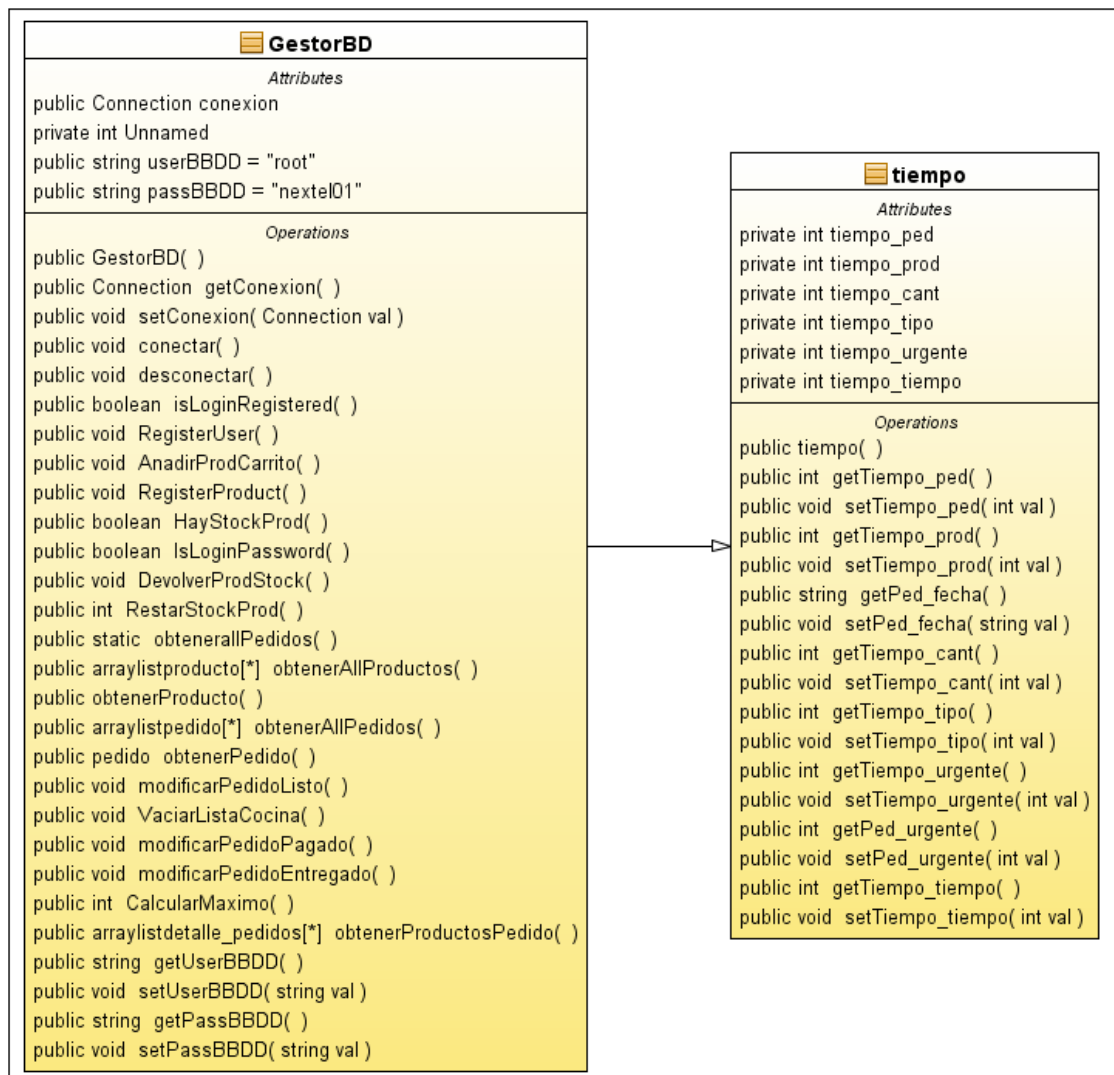 GestorBD
Attributes
public Connection conexion
private int Unnamed
public string userBBDD = "root"
public string passBBDD = "nextel01"
Operations
public GestorBD( )
public Connection getConexion( )
public void setConexion( Connection val )
public void conectar( )
public void desconectar( )
public boolean isLoginRegistered( )
public void RegisterUser( )
public void AnadirProdCarrito( )
public void RegisterProduct( )
public boolean HayStockProd( )
public boolean IsLoginPassword( )
public void DevolverProdStock( )
public int RestarStockProd( )
public static obtenerallPedidos( )
public arraylistproducto[*] obtenerAllProductos( )
public obtenerProducto( )
public arraylistpedido[*] obtenerAllPedidos( )
public pedido obtenerPedido( )
public void modificarPedidoListo( )
public void VaciarListaCocina( )
public void modificarPedidoPagado( )
public void modificarPedidoEntregado( )
public int CalcularMaximo( )
public arraylistdetalle_pedidos[*] obtenerProductosPedido( )
public string getUserBBDD( )
public void setUserBBDD( string val )
public string getPassBBDD( )
public void setPassBBDD( string val )
tiempo
Attributes
private int tiempo_ped
private int tiempo_prod
private int tiempo_cant
private int tiempo_tipo
private int tiempo_urgente
private int tiempo_tiempo
Operations
public tiempo( )
public int getTiempo_ped( )
public void setTiempo_ped( int val )
public int getTiempo_prod( )
public void setTiempo_prod( int val )
public string getPed_fecha( )
public void setPed_fecha( string val )
public int getTiempo_cant( )
public void setTiempo_cant( int val )
public int getTiempo_tipo( )
public void setTiempo_tipo( int val )
public int getTiempo_urgente( )
public void setTiempo_urgente( int val )
public int getPed_urgente( )
public void setPed_urgente( int val )
public int getTiempo_tiempo( )
public void setTiempo_tiempo( int val )